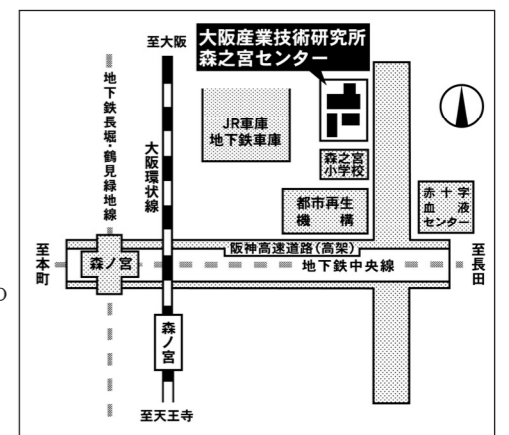 至大阪
大阪産業技術研究所
森之宮センター
地下鉄長堀・鶴見緑地線
大阪環状線
JR車庫
地下鉄車庫
森之宮
小学校
都市再生
機構
赤十字
血液
センター
至本町
森ノ宮
阪神高速道路(高架)
地下鉄中央線
至長田
森ノ宮
至天王寺